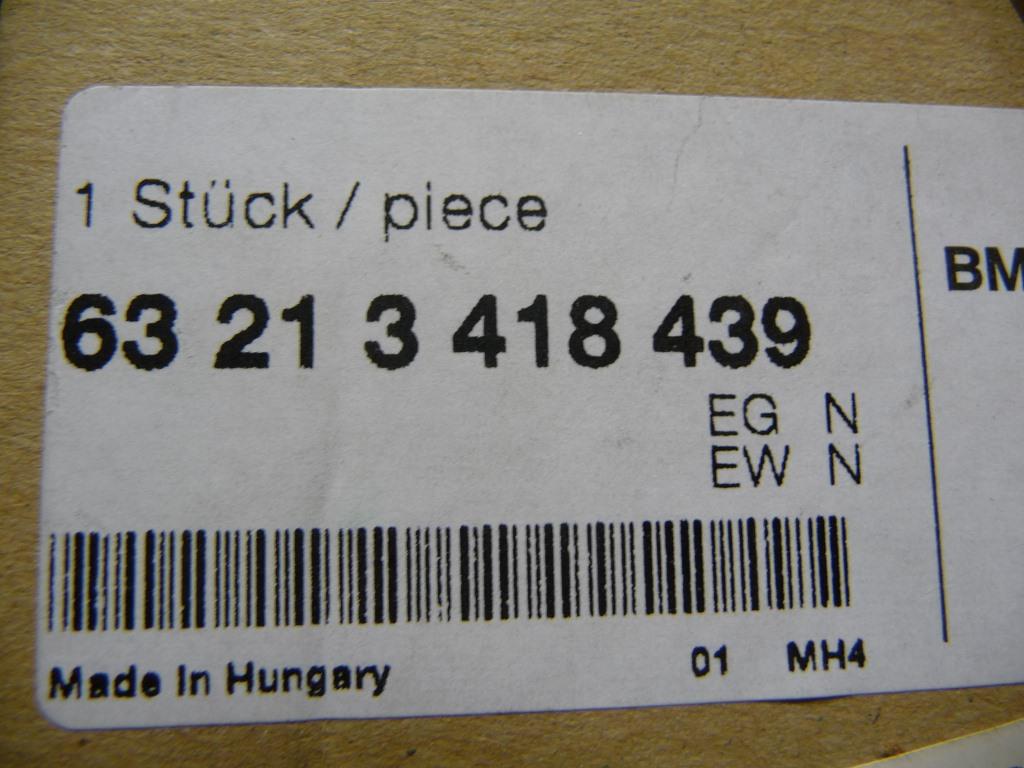 1 Stück / piece
63 21 3 418 439
EG N
EW N
Made In Hungary
01 MH4
BM